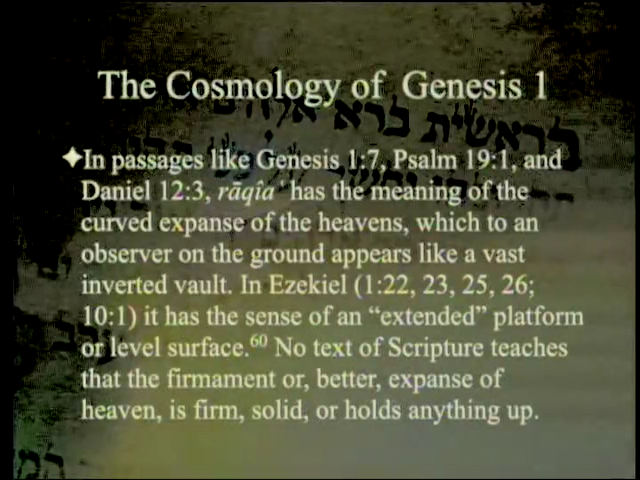 The Cosmology of Genesis 1
בראשית ברא אלהים
✦In passages like Genesis 1:7, Psalm 19:1, and
Daniel 12:3, rāqîaʿ has the meaning of the
curved expanse of the heavens, which to an
observer on the ground appears like a vast
inverted vault. In Ezekiel (1:22, 23, 25, 26;
10:1) it has the sense of an “extended” platform
or level surface.⁶⁰ No text of Scripture teaches
that the firmament or, better, expanse of
heaven, is firm, solid, or holds anything up.